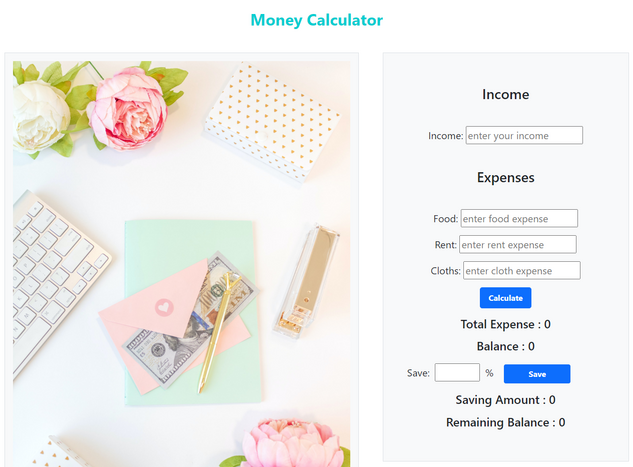 Money Calculator
Income
Income: enter your income
Expenses
Food: enter food expense
Rent: enter rent expense
Cloths: enter cloth expense
Calculate
Total Expense : 0
Balance : 0
Save: % Save
Saving Amount : 0
Remaining Balance : 0